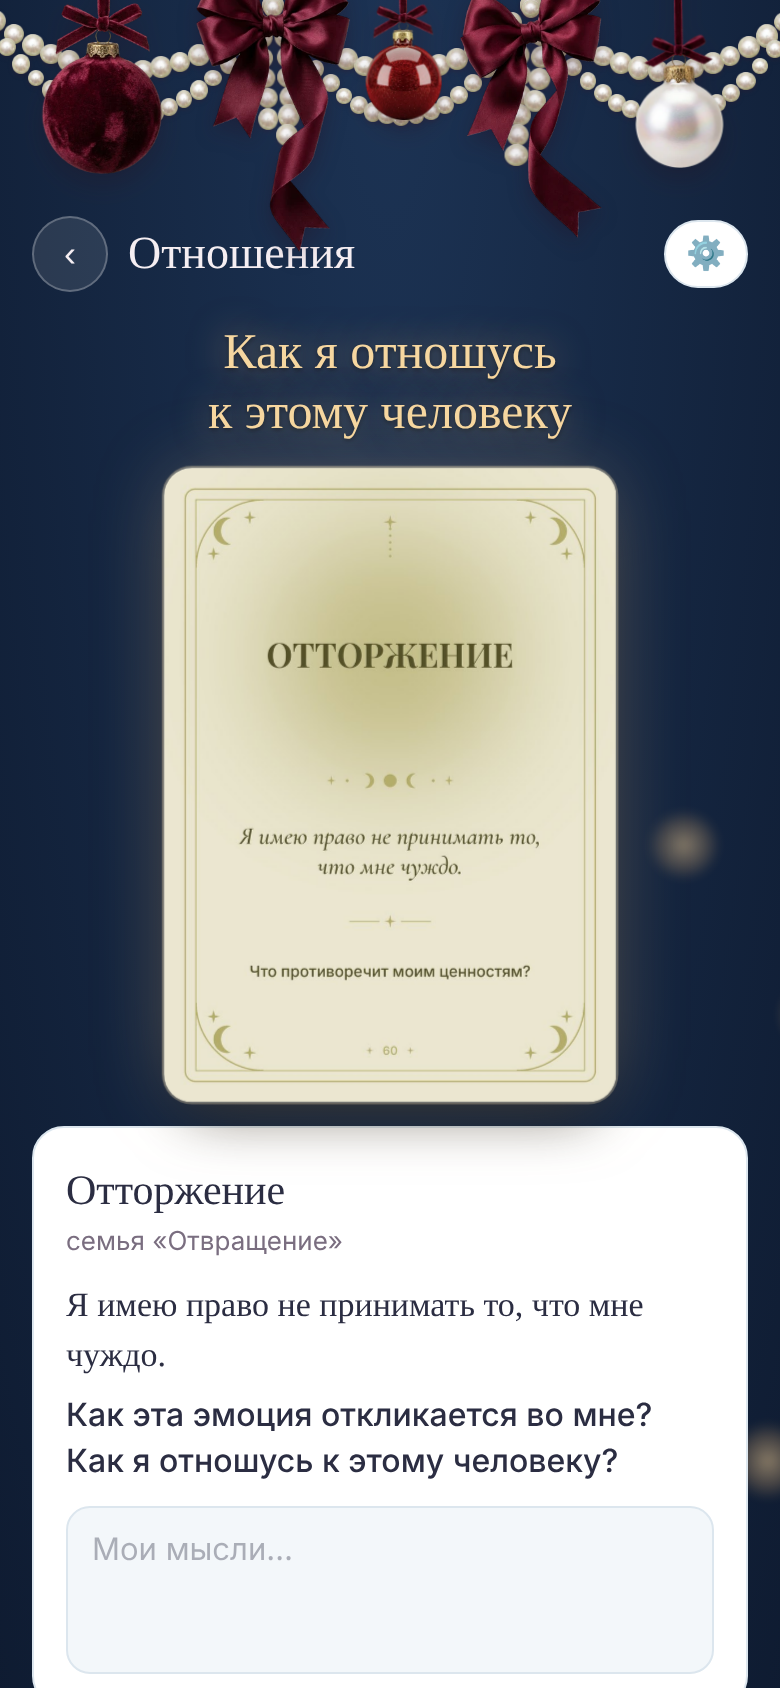 Отношения
Как я отношусь
к этому человеку
ОТТОРЖЕНИЕ
Я имею право не принимать то,
что мне чуждо.
Что противоречит моим ценностям?
60
Отторжение
семья «Отвращение»
Я имею право не принимать то, что мне
чуждо.
Как эта эмоция откликается во мне?
Как я отношусь к этому человеку?
Мои мысли...